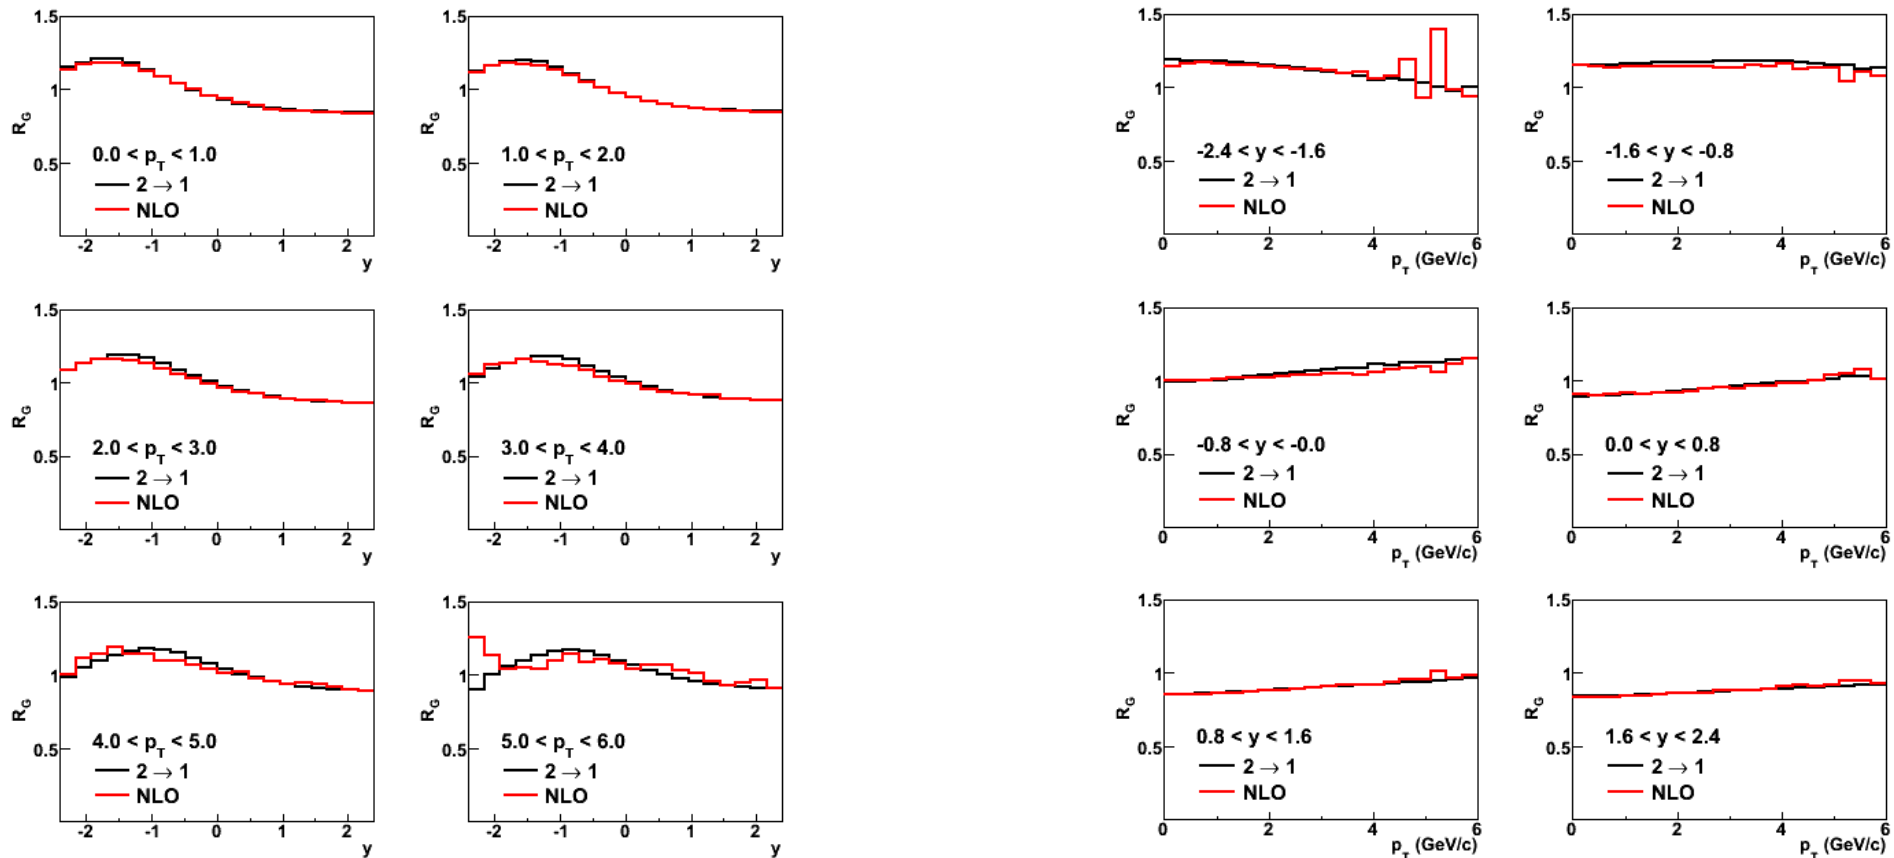 1.5
1
0.5
R_G
0.0 < p_T < 1.0
2 → 1
NLO
-2 -1 0 1 2
y
1.5
1
0.5
R_G
1.0 < p_T < 2.0
2 → 1
NLO
-2 -1 0 1 2
y
1.5
1
0.5
R_G
-2.4 < y < -1.6
2 → 1
NLO
0 2 4 6
p_T (GeV/c)
1.5
1
0.5
R_G
-1.6 < y < -0.8
2 → 1
NLO
0 2 4 6
p_T (GeV/c)
1.5
1
0.5
R_G
2.0 < p_T < 3.0
2 → 1
NLO
-2 -1 0 1 2
y
1.5
1
0.5
R_G
3.0 < p_T < 4.0
2 → 1
NLO
-2 -1 0 1 2
y
1.5
1
0.5
R_G
-0.8 < y < -0.0
2 → 1
NLO
0 2 4 6
p_T (GeV/c)
1.5
1
0.5
R_G
0.0 < y < 0.8
2 → 1
NLO
0 2 4 6
p_T (GeV/c)
1.5
1
0.5
R_G
4.0 < p_T < 5.0
2 → 1
NLO
-2 -1 0 1 2
y
1.5
1
0.5
R_G
5.0 < p_T < 6.0
2 → 1
NLO
-2 -1 0 1 2
y
1.5
1
0.5
R_G
0.8 < y < 1.6
2 → 1
NLO
0 2 4 6
p_T (GeV/c)
1.5
1
0.5
R_G
1.6 < y < 2.4
2 → 1
NLO
0 2 4 6
p_T (GeV/c)